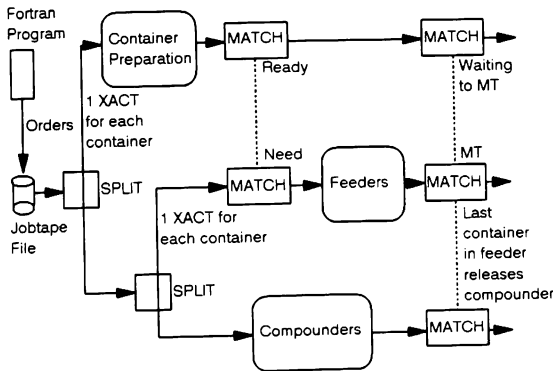 Fortran
Program
Container
Preparation
MATCH
MATCH
Ready
Waiting
to MT
1 XACT
for each
container
Orders
Need
MT
SPLIT
MATCH
Feeders
MATCH
Jobtape
File
1 XACT for
each container
Last
container
in feeder
releases
compounder
SPLIT
Compounders
MATCH